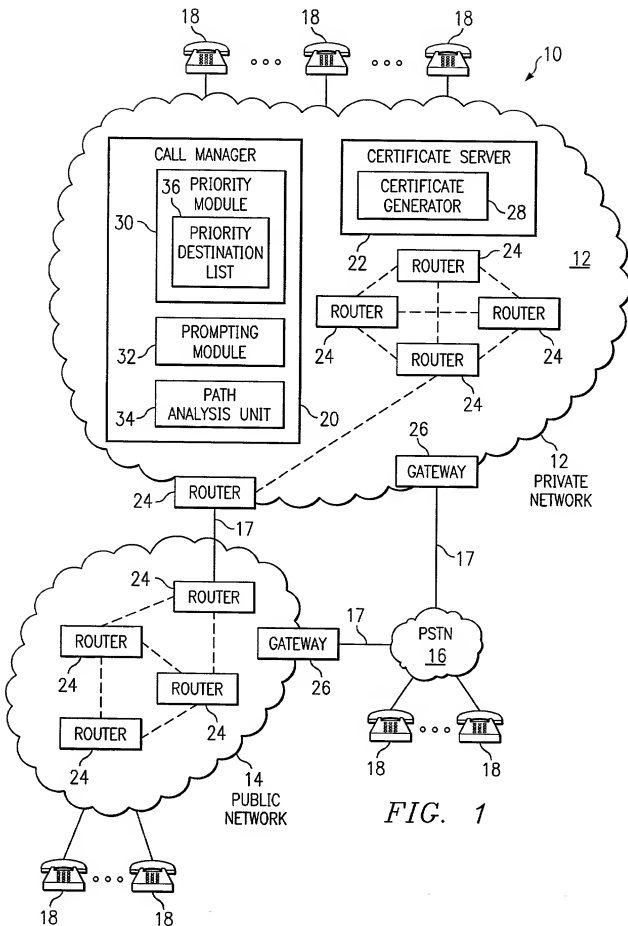 18
18
18
10
CALL MANAGER
36
PRIORITY
MODULE
30
PRIORITY
DESTINATION
LIST
PROMPTING
MODULE
32
PATH
ANALYSIS UNIT
34
20
CERTIFICATE SERVER
CERTIFICATE
GENERATOR
28
22
24
ROUTER
12
ROUTER
24
ROUTER
24
ROUTER
24
26
GATEWAY
12
PRIVATE
NETWORK
24
ROUTER
17
17
24
ROUTER
ROUTER
24
ROUTER
24
ROUTER
24
GATEWAY
26
17
PSTN
16
18
18
14
PUBLIC
NETWORK
FIG. 1
18
18